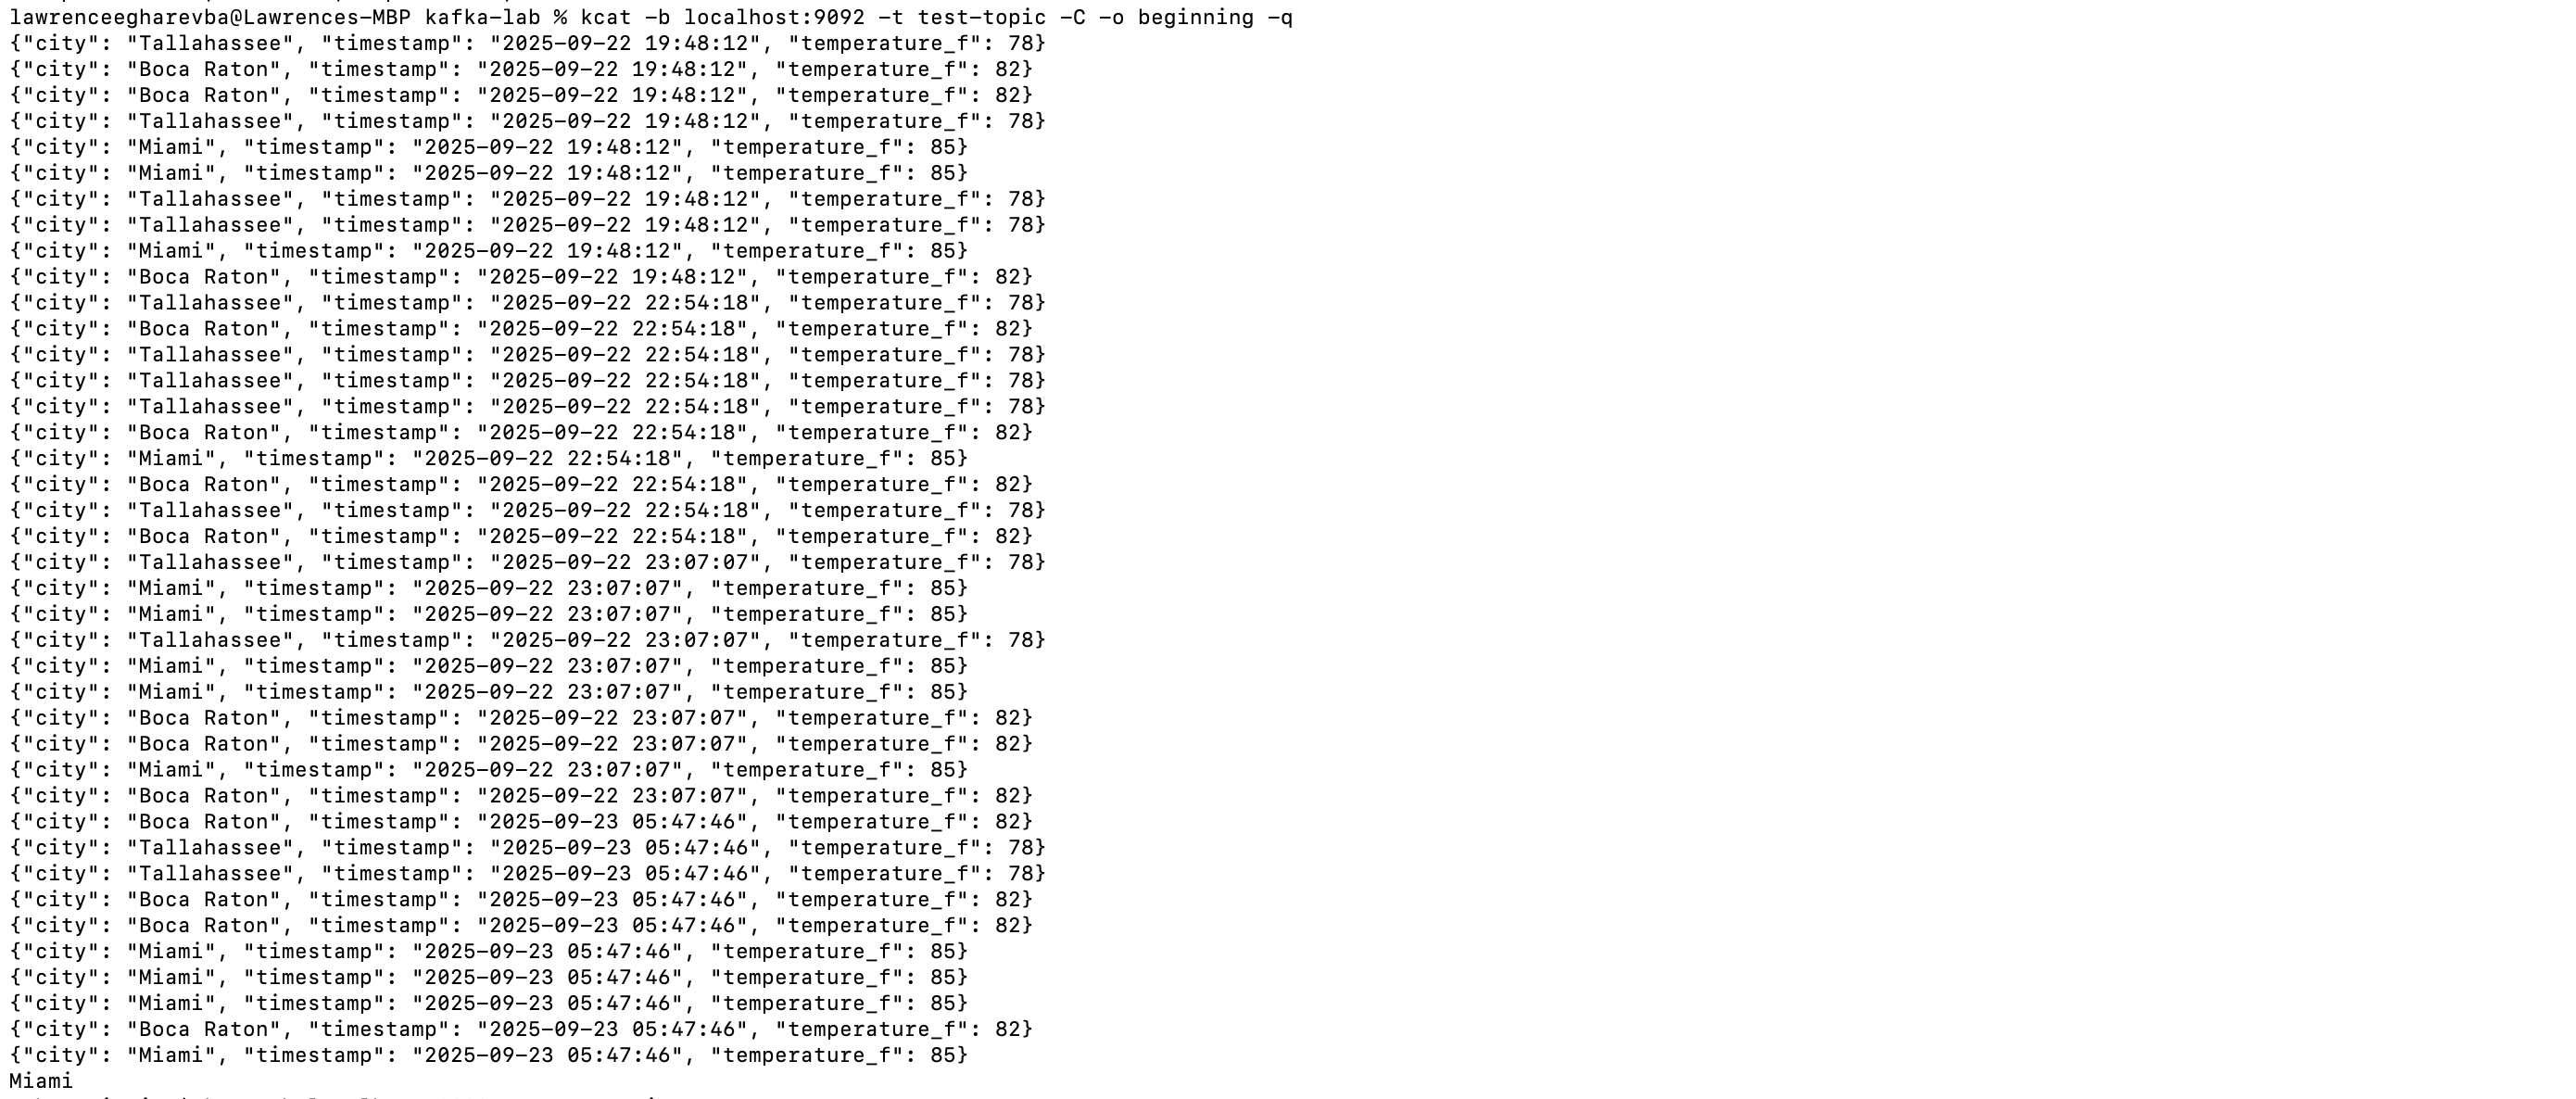 lawrenceegharevba@Lawrences-MBP kafka-lab % kcat -b localhost:9092 -t test-topic -C -o beginning -q
{"city": "Tallahassee", "timestamp": "2025-09-22 19:48:12", "temperature_f": 78}
{"city": "Boca Raton", "timestamp": "2025-09-22 19:48:12", "temperature_f": 82}
{"city": "Boca Raton", "timestamp": "2025-09-22 19:48:12", "temperature_f": 82}
{"city": "Tallahassee", "timestamp": "2025-09-22 19:48:12", "temperature_f": 78}
{"city": "Miami", "timestamp": "2025-09-22 19:48:12", "temperature_f": 85}
{"city": "Miami", "timestamp": "2025-09-22 19:48:12", "temperature_f": 85}
{"city": "Tallahassee", "timestamp": "2025-09-22 19:48:12", "temperature_f": 78}
{"city": "Tallahassee", "timestamp": "2025-09-22 19:48:12", "temperature_f": 78}
{"city": "Miami", "timestamp": "2025-09-22 19:48:12", "temperature_f": 85}
{"city": "Boca Raton", "timestamp": "2025-09-22 19:48:12", "temperature_f": 82}
{"city": "Tallahassee", "timestamp": "2025-09-22 22:54:18", "temperature_f": 78}
{"city": "Boca Raton", "timestamp": "2025-09-22 22:54:18", "temperature_f": 82}
{"city": "Tallahassee", "timestamp": "2025-09-22 22:54:18", "temperature_f": 78}
{"city": "Tallahassee", "timestamp": "2025-09-22 22:54:18", "temperature_f": 78}
{"city": "Tallahassee", "timestamp": "2025-09-22 22:54:18", "temperature_f": 78}
{"city": "Boca Raton", "timestamp": "2025-09-22 22:54:18", "temperature_f": 82}
{"city": "Miami", "timestamp": "2025-09-22 22:54:18", "temperature_f": 85}
{"city": "Boca Raton", "timestamp": "2025-09-22 22:54:18", "temperature_f": 82}
{"city": "Tallahassee", "timestamp": "2025-09-22 22:54:18", "temperature_f": 78}
{"city": "Boca Raton", "timestamp": "2025-09-22 22:54:18", "temperature_f": 82}
{"city": "Tallahassee", "timestamp": "2025-09-22 23:07:07", "temperature_f": 78}
{"city": "Miami", "timestamp": "2025-09-22 23:07:07", "temperature_f": 85}
{"city": "Miami", "timestamp": "2025-09-22 23:07:07", "temperature_f": 85}
{"city": "Tallahassee", "timestamp": "2025-09-22 23:07:07", "temperature_f": 78}
{"city": "Miami", "timestamp": "2025-09-22 23:07:07", "temperature_f": 85}
{"city": "Miami", "timestamp": "2025-09-22 23:07:07", "temperature_f": 85}
{"city": "Boca Raton", "timestamp": "2025-09-22 23:07:07", "temperature_f": 82}
{"city": "Boca Raton", "timestamp": "2025-09-22 23:07:07", "temperature_f": 82}
{"city": "Miami", "timestamp": "2025-09-22 23:07:07", "temperature_f": 85}
{"city": "Boca Raton", "timestamp": "2025-09-22 23:07:07", "temperature_f": 82}
{"city": "Boca Raton", "timestamp": "2025-09-23 05:47:46", "temperature_f": 82}
{"city": "Tallahassee", "timestamp": "2025-09-23 05:47:46", "temperature_f": 78}
{"city": "Tallahassee", "timestamp": "2025-09-23 05:47:46", "temperature_f": 78}
{"city": "Boca Raton", "timestamp": "2025-09-23 05:47:46", "temperature_f": 82}
{"city": "Boca Raton", "timestamp": "2025-09-23 05:47:46", "temperature_f": 82}
{"city": "Miami", "timestamp": "2025-09-23 05:47:46", "temperature_f": 85}
{"city": "Miami", "timestamp": "2025-09-23 05:47:46", "temperature_f": 85}
{"city": "Miami", "timestamp": "2025-09-23 05:47:46", "temperature_f": 85}
{"city": "Boca Raton", "timestamp": "2025-09-23 05:47:46", "temperature_f": 82}
{"city": "Miami", "timestamp": "2025-09-23 05:47:46", "temperature_f": 85}
Miami